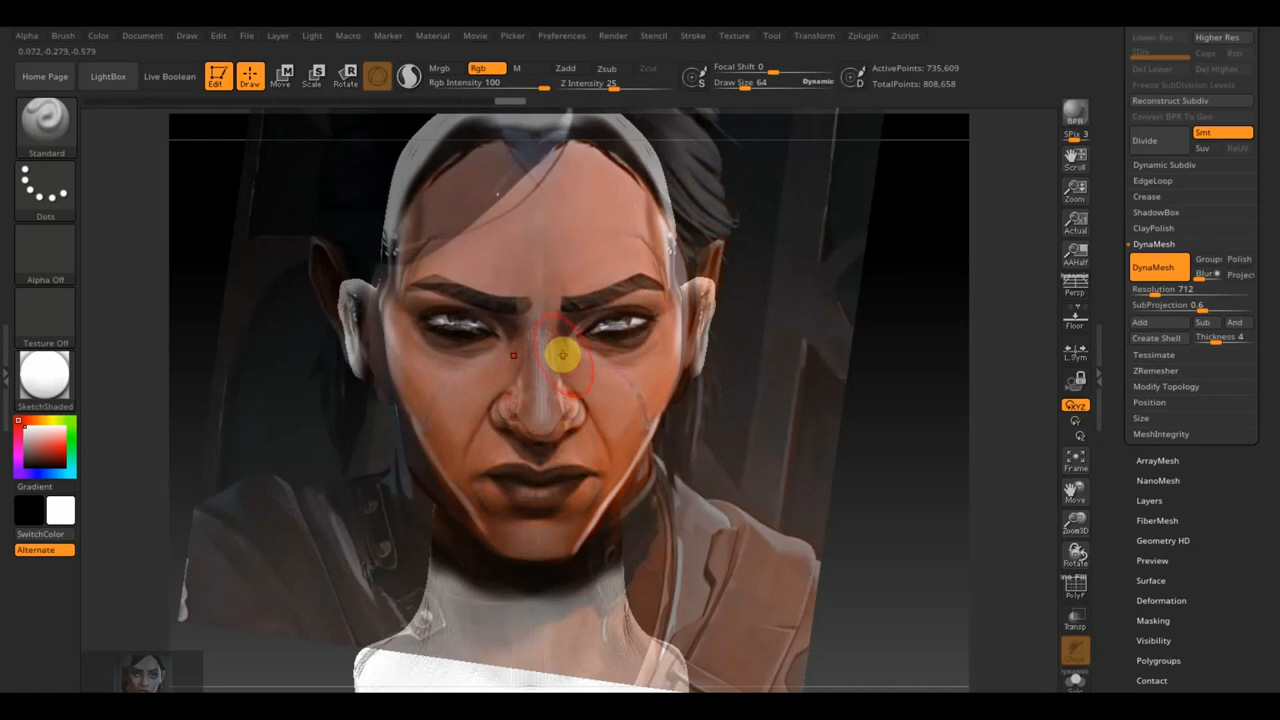 Alpha Brush Color Document Draw Edit File Layer Light Macro Marker Material Movie Picker Preferences Render Stencil Stroke Texture Tool Transform Zplugin Zscript
0.072,-0.279,-0.579
Home Page
LightBox
Live Boolean
Edit
Draw
Move
Scale
Rotate
Mrgb
Rgb
M
Rgb Intensity 100
Zadd
Zsub
Zcut
Z Intensity 25
S
Focal Shift 0
Draw Size 64
Dynamic
D
ActivePoints: 735,609
TotalPoints: 808,658
Standard
Dots
Alpha Off
Texture Off
SketchShaded
Gradient
SwitchColor
Alternate
BPR
SPix 3
Scroll
Zoom
Actual
AAHalf
Dynamic
Persp
Floor
L.Sym
XYZ
Frame
Move
Zoom3D
Rotate
PolyF
Transp
Dynamic
Solo
Lower Res
Higher Res
SDiv
Cage
Rstr
Del Lower
Del Higher
Freeze SubDivision Levels
Reconstruct Subdiv
Convert BPR To Geo
Divide
Smt
Suv
ReUV
Dynamic Subdiv
EdgeLoop
Crease
ShadowBox
ClayPolish
DynaMesh
DynaMesh
Groups
Polish
Blur
Project
Resolution 712
SubProjection 0.6
Add
Sub
And
Create Shell
Thickness 4
Tessimate
ZRemesher
Modify Topology
Position
Size
MeshIntegrity
ArrayMesh
NanoMesh
Layers
FiberMesh
Geometry HD
Preview
Surface
Deformation
Masking
Visibility
Polygroups
Contact